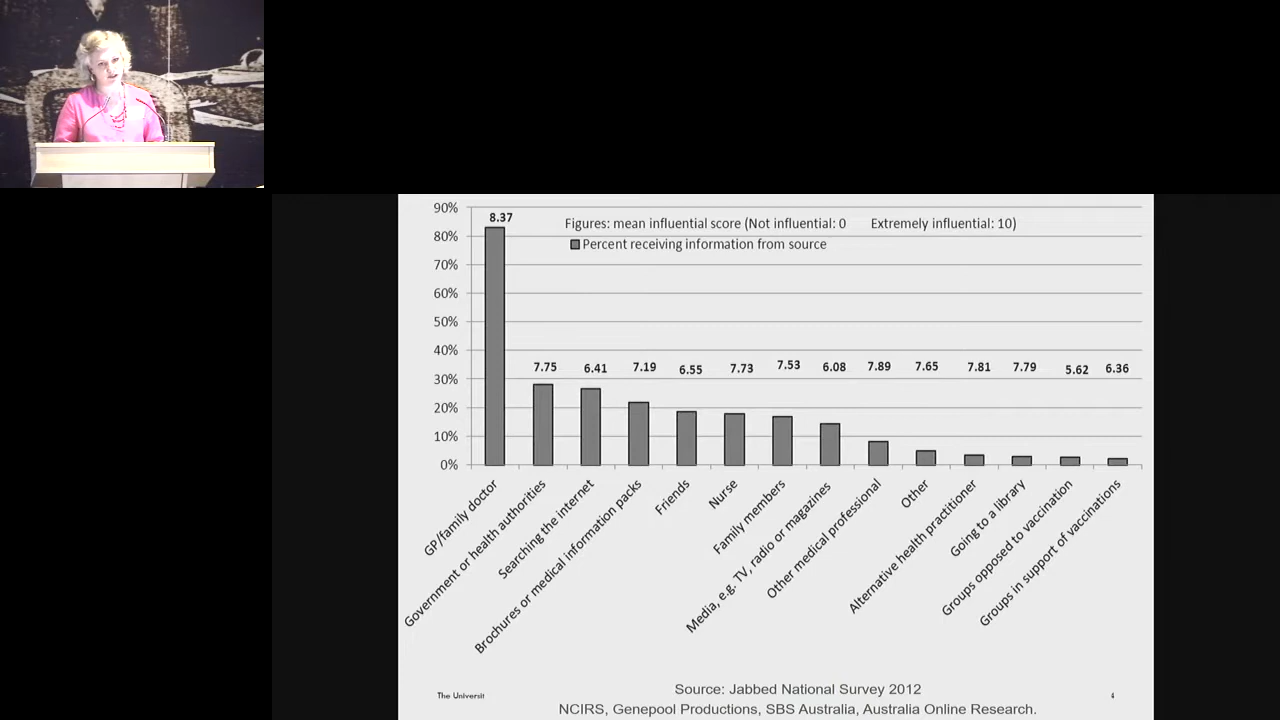 90%
8.37
Figures: mean influential score (Not influential: 0 Extremely influential: 10)
80%
Percent receiving information from source
70%
60%
50%
40%
7.75 6.41 7.19 6.55 7.73 7.53 6.08 7.89 7.65 7.81 7.79 5.62 6.36
30%
20%
10%
0%
GP/family doctor
Government or health authorities
Searching the internet
Brochures or medical information packs
Friends
Nurse
Family members
Media, e.g. TV, radio or magazines
Other medical professional
Other
Alternative health practitioner
Going to a library
Groups opposed to vaccination
Groups in support of vaccinations
Source: Jabbed National Survey 2012
The Universit
4
NCIRS, Genepool Productions, SBS Australia, Australia Online Research.